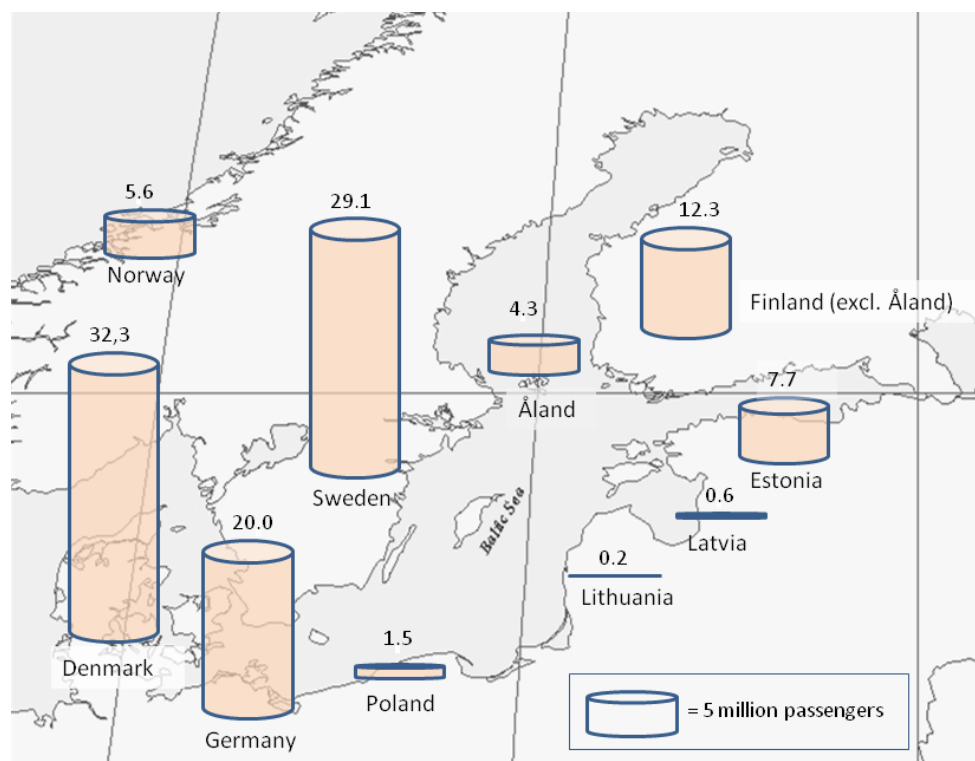 5.6
Norway
29.1
Sweden
12.3
Finland (excl. Åland)
4.3
Åland
32,3
Denmark
7.7
Estonia
0.6
Latvia
0.2
Lithuania
20.0
Germany
1.5
Poland
Baltic Sea
= 5 million passengers